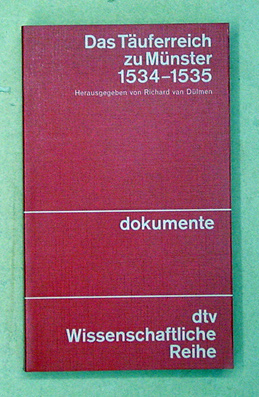 Das Täuferreich
zu Münster
1534–1535
Herausgegeben von Richard van Dülmen
dokumente
dtv
Wissenschaftliche
Reihe